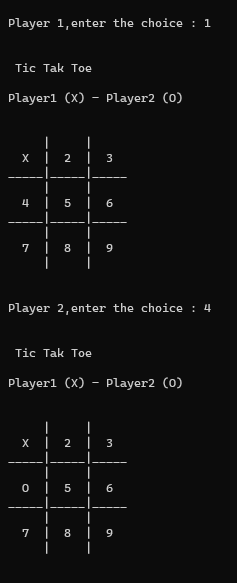 Player 1,enter the choice : 1
Tic Tak Toe
Player1 (X) - Player2 (O)
     |     |
  X  |  2  |  3
_____|_____|_____
     |     |
  4  |  5  |  6
_____|_____|_____
     |     |
  7  |  8  |  9
     |     |
Player 2,enter the choice : 4
Tic Tak Toe
Player1 (X) - Player2 (O)
     |     |
  X  |  2  |  3
_____|_____|_____
     |     |
  O  |  5  |  6
_____|_____|_____
     |     |
  7  |  8  |  9
     |     |